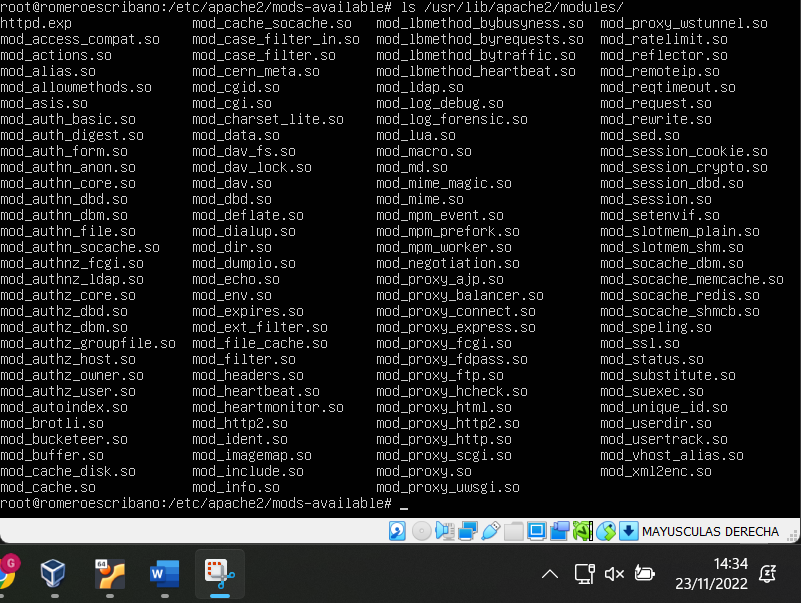 root@romeroescribano:/etc/apache2/mods-available# ls /usr/lib/apache2/modules/
httpd.exp mod_cache_socache.so mod_lbmethod_bybusyness.so mod_proxy_wstunnel.so
mod_access_compat.so mod_case_filter_in.so mod_lbmethod_byrequests.so mod_ratelimit.so
mod_actions.so mod_case_filter.so mod_lbmethod_bytraffic.so mod_reflector.so
mod_alias.so mod_cern_meta.so mod_lbmethod_heartbeat.so mod_remoteip.so
mod_allowmethods.so mod_cgid.so mod_ldap.so mod_reqtimeout.so
mod_asis.so mod_cgi.so mod_log_debug.so mod_request.so
mod_auth_basic.so mod_charset_lite.so mod_log_forensic.so mod_rewrite.so
mod_auth_digest.so mod_data.so mod_lua.so mod_sed.so
mod_auth_form.so mod_dav_fs.so mod_macro.so mod_session_cookie.so
mod_authn_anon.so mod_dav_lock.so mod_md.so mod_session_crypto.so
mod_authn_core.so mod_dav.so mod_mime_magic.so mod_session_dbd.so
mod_authn_dbd.so mod_dbd.so mod_mime.so mod_session.so
mod_authn_dbm.so mod_deflate.so mod_mpm_event.so mod_setenvif.so
mod_authn_file.so mod_dialup.so mod_mpm_prefork.so mod_slotmem_plain.so
mod_authn_socache.so mod_dir.so mod_mpm_worker.so mod_slotmem_shm.so
mod_authnz_fcgi.so mod_dumpio.so mod_negotiation.so mod_socache_dbm.so
mod_authnz_ldap.so mod_echo.so mod_proxy_ajp.so mod_socache_memcache.so
mod_authz_core.so mod_env.so mod_proxy_balancer.so mod_socache_redis.so
mod_authz_dbd.so mod_expires.so mod_proxy_connect.so mod_socache_shmcb.so
mod_authz_dbm.so mod_ext_filter.so mod_proxy_express.so mod_speling.so
mod_authz_groupfile.so mod_file_cache.so mod_proxy_fcgi.so mod_ssl.so
mod_authz_host.so mod_filter.so mod_proxy_fdpass.so mod_status.so
mod_authz_owner.so mod_headers.so mod_proxy_ftp.so mod_substitute.so
mod_authz_user.so mod_heartbeat.so mod_proxy_hcheck.so mod_suexec.so
mod_autoindex.so mod_heartmonitor.so mod_proxy_html.so mod_unique_id.so
mod_brotli.so mod_http2.so mod_proxy_http2.so mod_userdir.so
mod_bucketeer.so mod_ident.so mod_proxy_http.so mod_usertrack.so
mod_buffer.so mod_imagemap.so mod_proxy_scgi.so mod_vhost_alias.so
mod_cache_disk.so mod_include.so mod_proxy.so mod_xml2enc.so
mod_cache.so mod_info.so mod_proxy_uwsgi.so
root@romeroescribano:/etc/apache2/mods-available# _
MAYUSCULAS DERECHA
G
64
W
14:34
23/11/2022